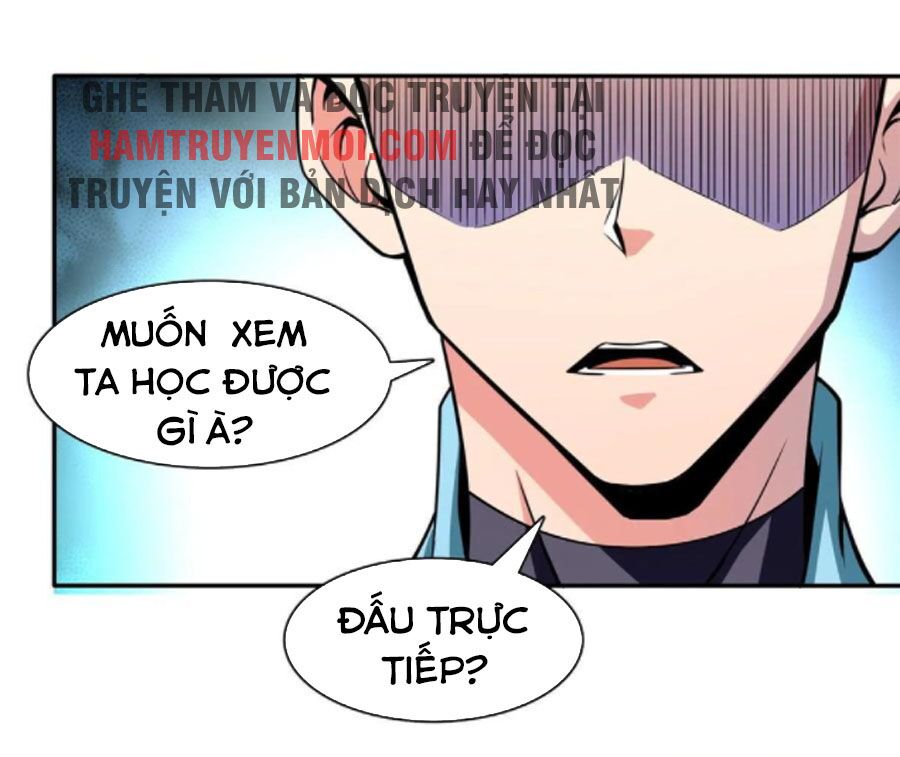 GHÉ THĂM VÀ ĐỌC TRUYỆN TẠI
HAMTRUYENMOI.COM ĐỂ ĐỌC
TRUYỆN VỚI BẢN DỊCH HAY NHẤT
MUỐN XEM
TA HỌC ĐƯỢC
GÌ À?
ĐẤU TRỰC
TIẾP?